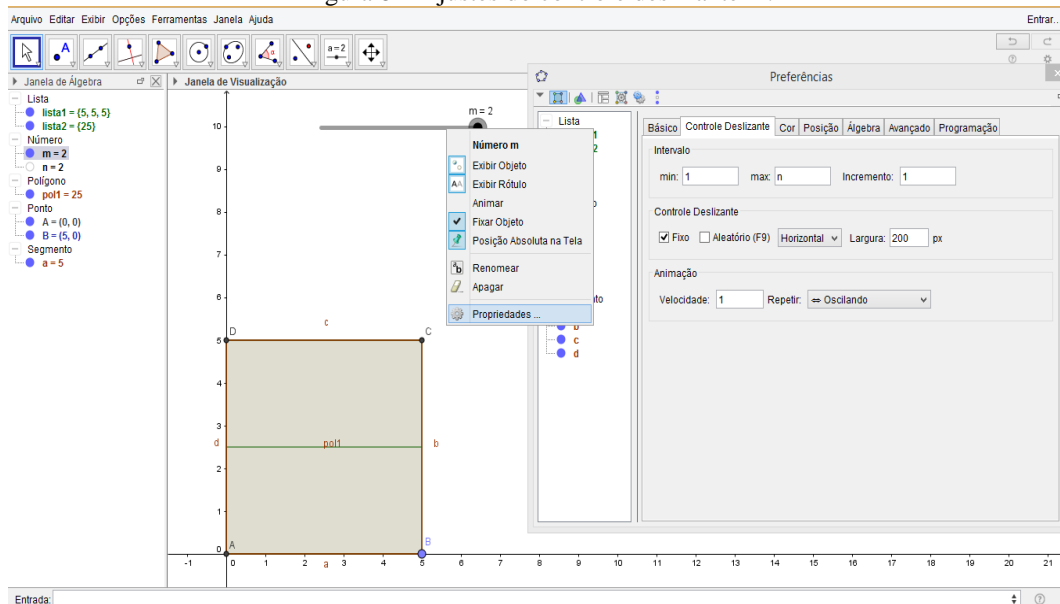 Arquivo Editar Exibir Opções Ferramentas Janela Ajuda
Entrar...
A
a=2
Janela de Álgebra
Janela de Visualização
Lista
lista1 = {5, 5, 5}
lista2 = {25}
Número
m = 2
n = 2
Polígono
pol1 = 25
Ponto
A = (0, 0)
B = (5, 0)
Segmento
a = 5
m = 2
10
9
8
7
6
5
4
3
2
1
0
D
c
C
d
pol1
b
A
B
a
-1 0 1 2 3 4 5 6 7 8 9 10 11 12 13 14 15 16 17 18 19 20 21
Número m
Exibir Objeto
AA Exibir Rótulo
Animar
Fixar Objeto
Posição Absoluta na Tela
Renomear
Apagar
Propriedades ...
Preferências
Lista
1
2
b
c
d
Básico Controle Deslizante Cor Posição Álgebra Avançado Programação
Intervalo
min: 1 max: n Incremento: 1
Controle Deslizante
Fixo Aleatório (F9) Horizontal Largura: 200 px
Animação
Velocidade: 1 Repetir: ⇔ Oscilando
Entrada: